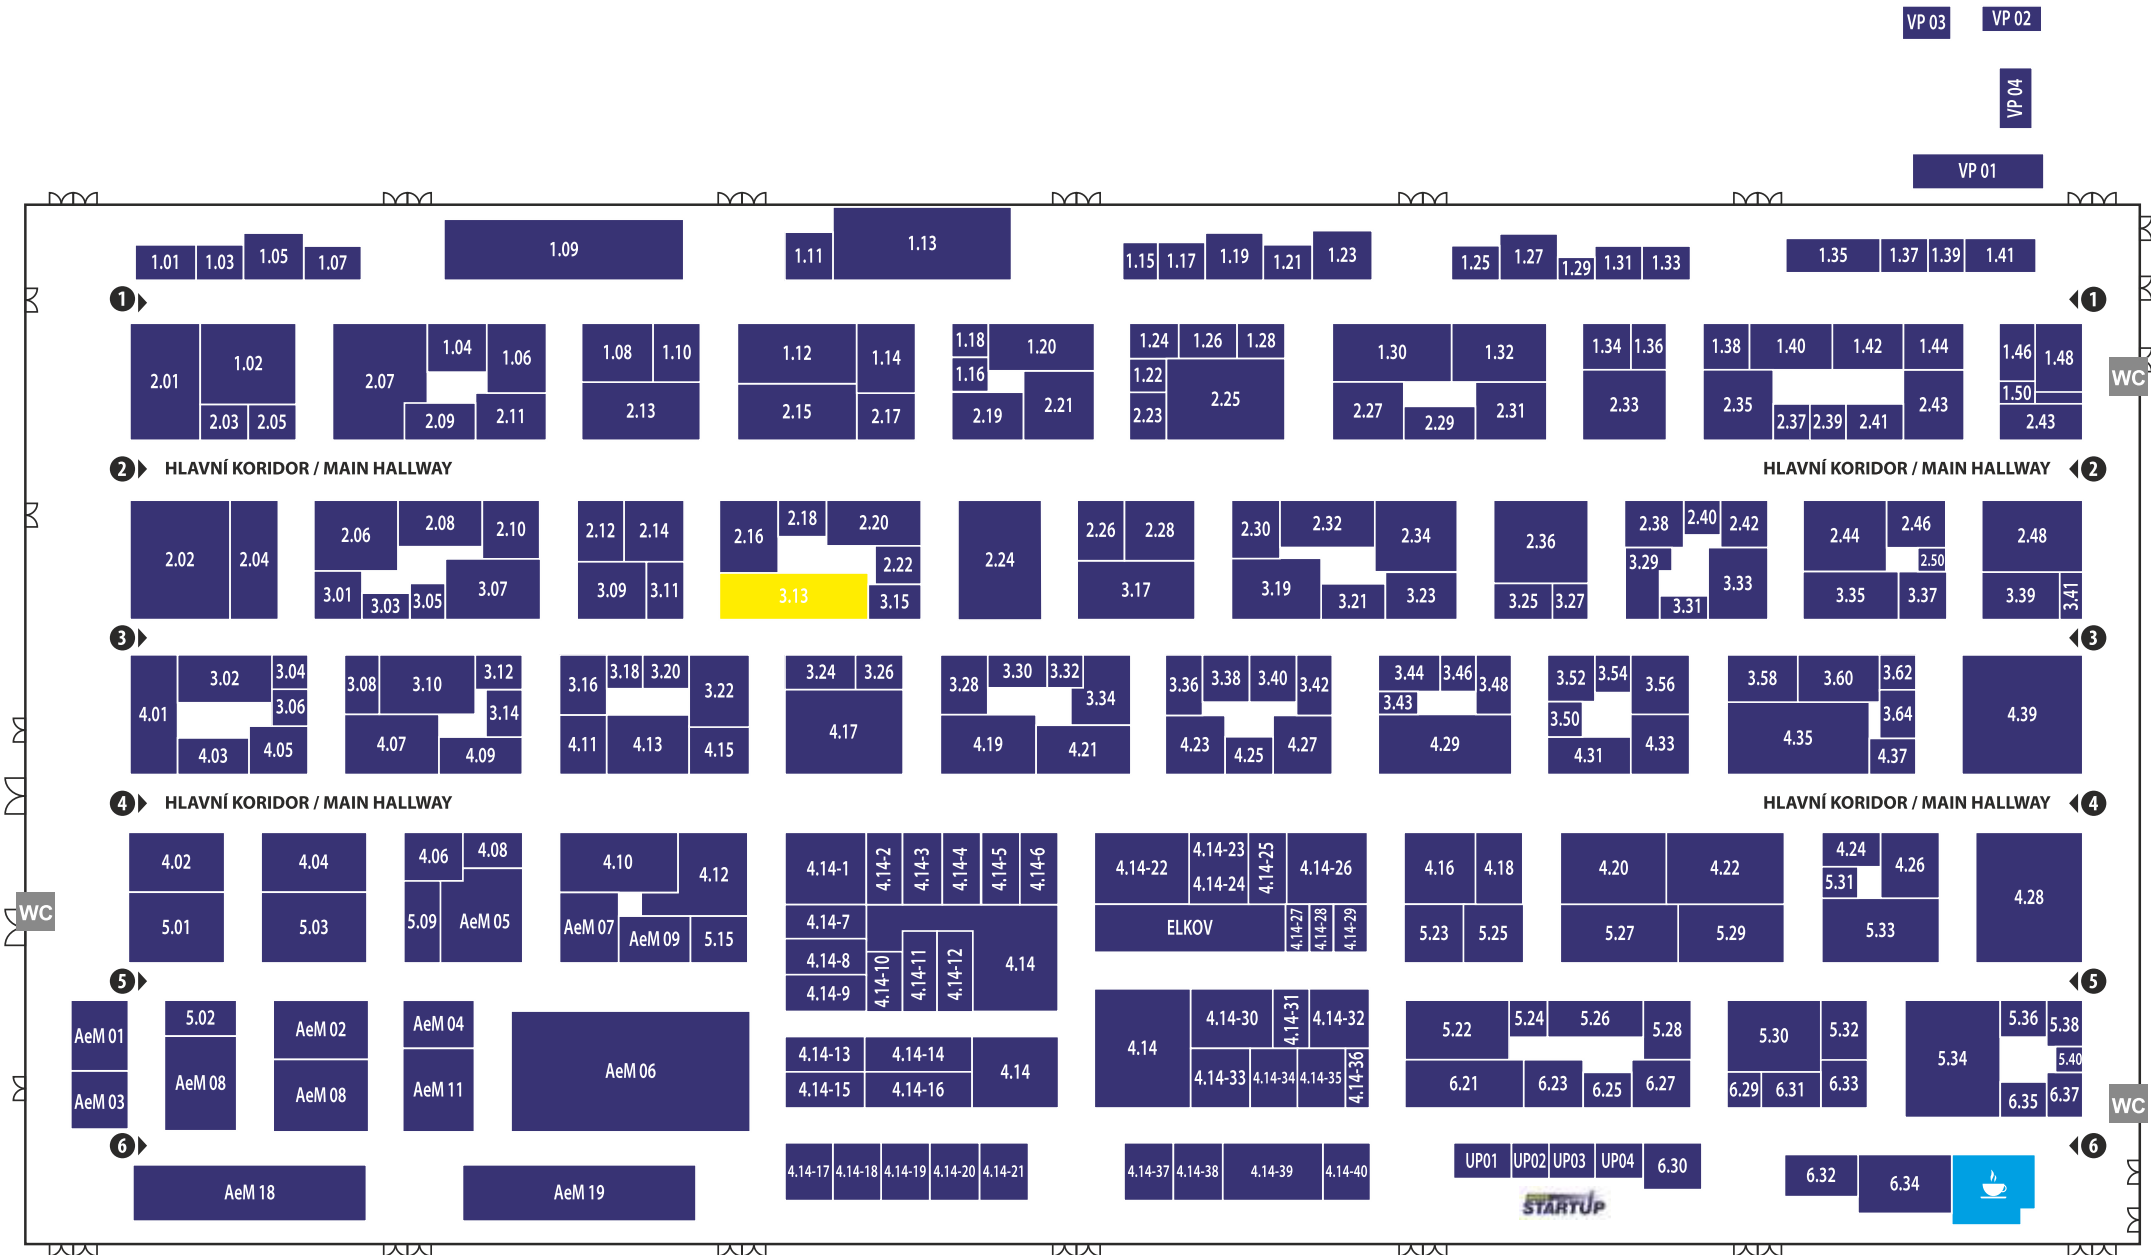 VP 03 VP 02
VP 04
VP 01
1.01 1.03 1.05 1.07 1.09 1.11 1.13 1.15 1.17 1.19 1.21 1.23 1.25 1.27 1.29 1.31 1.33 1.35 1.37 1.39 1.41
1 1
2.01 1.02 2.03 2.05 2.07 1.04 1.06 2.09 2.11 1.08 1.10 2.13 1.12 1.14 2.15 2.17 1.18 1.20 1.16 2.19 2.21 1.24 1.26 1.28 1.22 2.23 2.25 1.30 1.32 2.27 2.29 2.31 1.34 1.36 2.33 1.38 1.40 1.42 1.44 2.35 2.37 2.39 2.41 2.43 1.46 1.48 1.50 2.43
WC
2 HLAVNÍ KORIDOR / MAIN HALLWAY HLAVNÍ KORIDOR / MAIN HALLWAY 2
2.02 2.04 2.06 2.08 2.10 3.01 3.03 3.05 3.07 2.12 2.14 3.09 3.11 2.16 2.18 2.20 2.22 3.13 3.15 2.24 2.26 2.28 3.17 2.30 2.32 2.34 3.19 3.21 3.23 2.36 3.25 3.27 2.38 2.40 2.42 3.29 3.31 3.33 2.44 2.46 2.50 3.35 3.37 2.48 3.39 3.41
3 3
4.01 3.02 3.04 3.06 4.03 4.05 3.08 3.10 3.12 3.14 4.07 4.09 3.16 3.18 3.20 3.22 4.11 4.13 4.15 3.24 3.26 4.17 3.28 3.30 3.32 3.34 4.19 4.21 3.36 3.38 3.40 3.42 4.23 4.25 4.27 3.44 3.46 3.48 3.43 4.29 3.52 3.54 3.56 3.50 4.31 4.33 3.58 3.60 3.62 3.64 4.35 4.37 4.39
4 HLAVNÍ KORIDOR / MAIN HALLWAY HLAVNÍ KORIDOR / MAIN HALLWAY 4
4.02 4.04 4.06 4.08 4.10 4.12 4.14-1 4.14-2 4.14-3 4.14-4 4.14-5 4.14-6 4.14-22 4.14-23 4.14-24 4.14-25 4.14-26 4.16 4.18 4.20 4.22 4.24 4.26 5.31 4.28
WC 5.01 5.03 5.09 AeM 05 AeM 07 AeM 09 5.15 4.14-7 4.14-8 4.14-9 4.14-10 4.14-11 4.14-12 4.14 ELKOV 4.14-27 4.14-28 4.14-29 5.23 5.25 5.27 5.29 5.33
5 5
AeM 01 AeM 03 5.02 AeM 08 AeM 02 AeM 08 AeM 04 AeM 11 AeM 06 4.14-13 4.14-14 4.14-15 4.14-16 4.14 4.14 4.14-30 4.14-31 4.14-32 4.14-33 4.14-34 4.14-35 4.14-36 5.22 5.24 5.26 5.28 6.21 6.23 6.25 6.27 5.30 5.32 6.29 6.31 6.33 5.34 5.36 5.38 5.40 6.35 6.37
WC
6 6
AeM 18 AeM 19 4.14-17 4.14-18 4.14-19 4.14-20 4.14-21 4.14-37 4.14-38 4.14-39 4.14-40 UP01 UP02 UP03 UP04 6.30 6.32 6.34
STARTUP